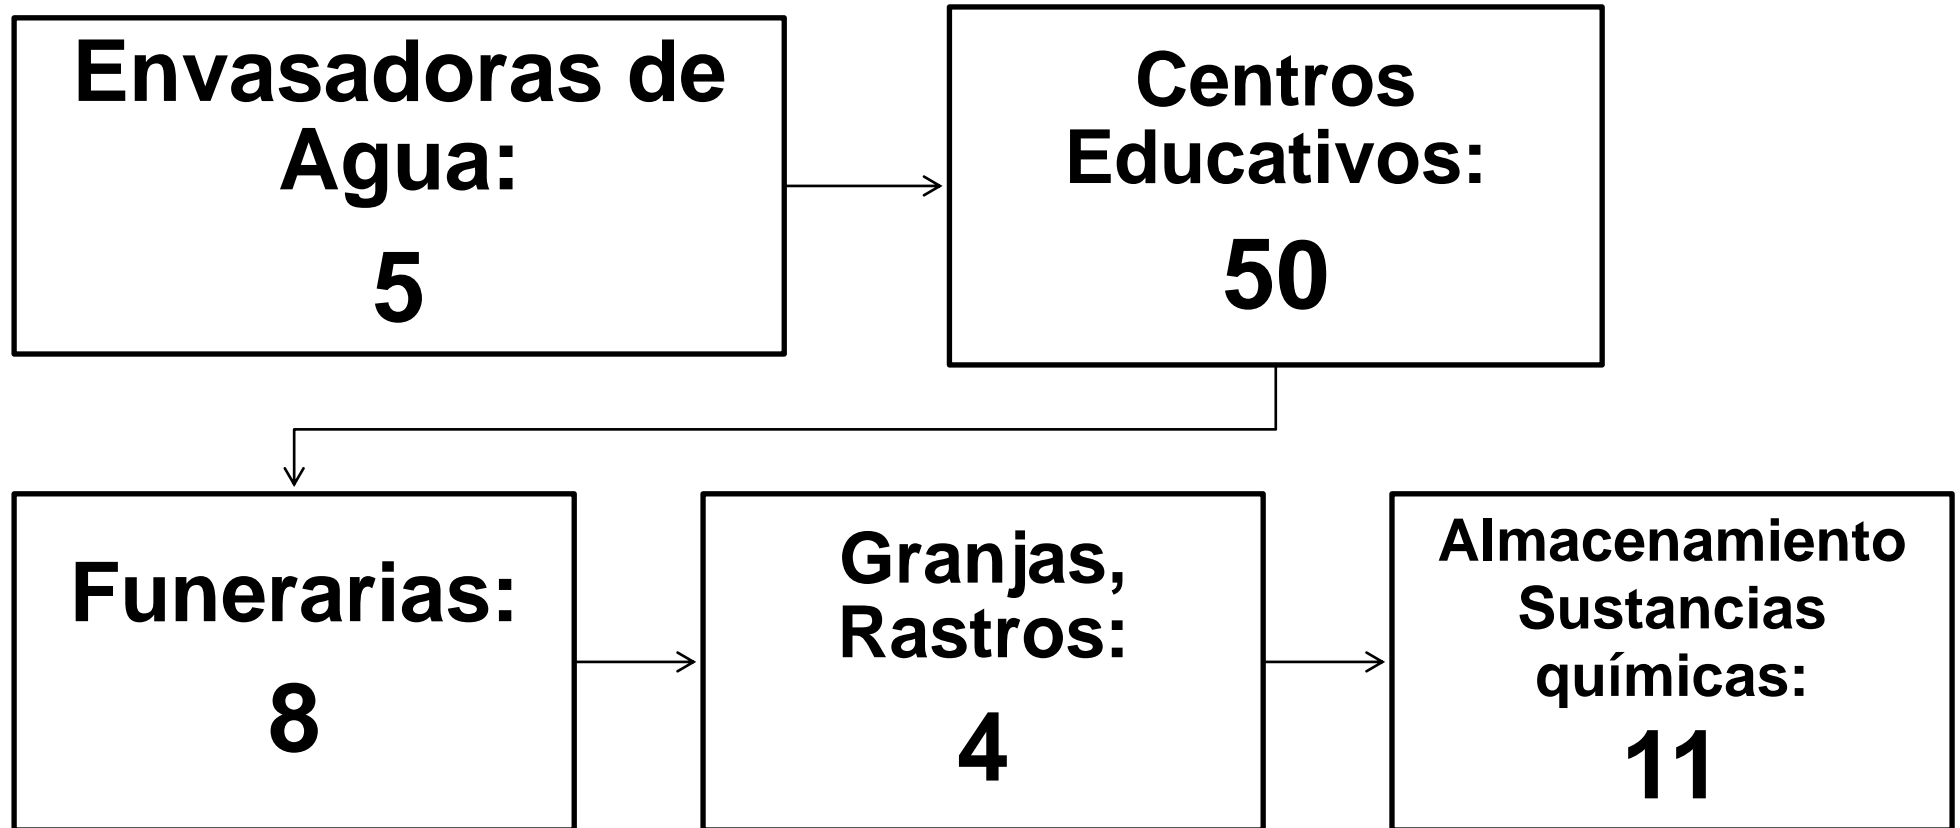 Envasadoras de
Agua:
5
Centros
Educativos:
50
Funerarias:
8
Granjas,
Rastros:
4
Almacenamiento
Sustancias
químicas:
11